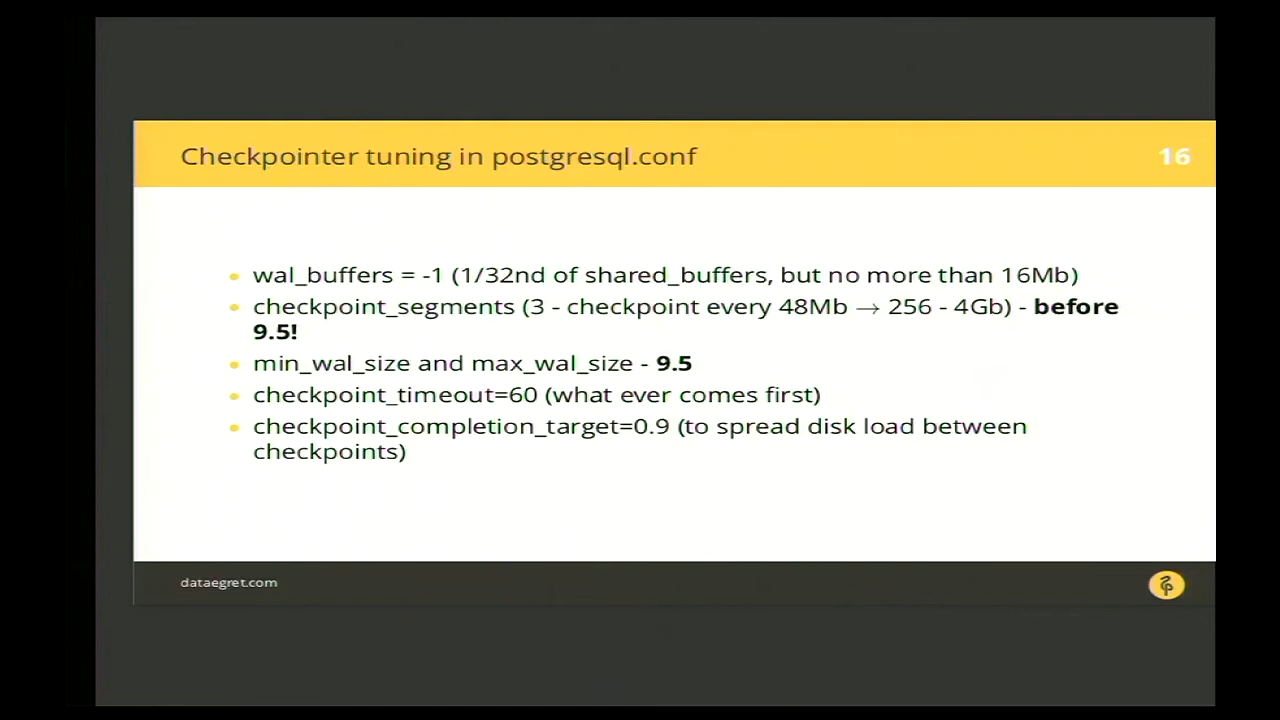 Checkpointer tuning in postgresql.conf
16
• wal_buffers = -1 (1/32nd of shared_buffers, but no more than 16Mb)
• checkpoint_segments (3 - checkpoint every 48Mb → 256 - 4Gb) - before
9.5!
• min_wal_size and max_wal_size - 9.5
• checkpoint_timeout=60 (what ever comes first)
• checkpoint_completion_target=0.9 (to spread disk load between
checkpoints)
dataegret.com